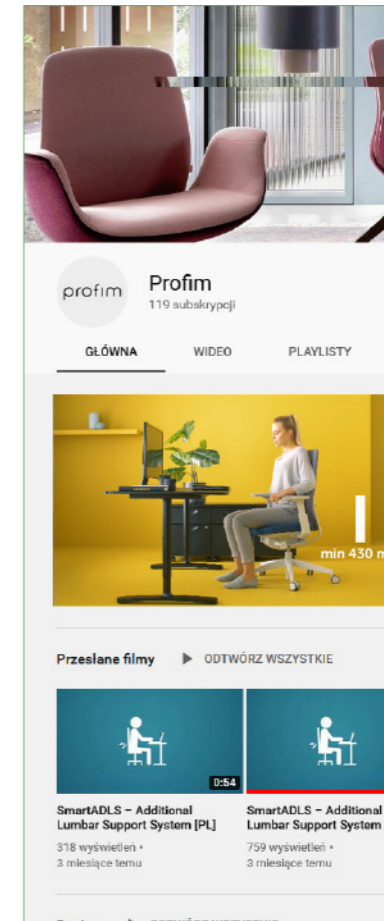 profim
Profim
119 subskrypcji
GŁÓWNA WIDEO PLAYLISTY
min 430 m
Przesłane filmy ODTWÓRZ WSZYSTKIE
0:54
SmartADLS – Additional
Lumbar Support System [PL]
318 wyświetleń •
3 miesiące temu
SmartADLS – Additional
Lumbar Support System
759 wyświetleń •
3 miesiące temu